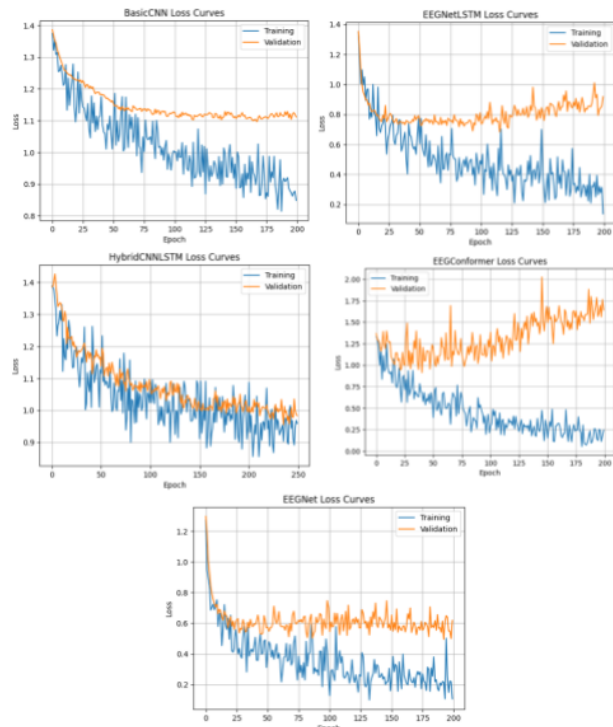 BasicCNN Loss Curves
Training
Validation
1.4
1.3
1.2
1.1
1.0
0.9
0.8
Loss
0 25 50 75 100 125 150 175 200
Epoch
EEGNetLSTM Loss Curves
Training
Validation
1.4
1.2
1.0
0.8
0.6
0.4
0.2
Loss
0 25 50 75 100 125 150 175 200
Epoch
HybridCNNLSTM Loss Curves
Training
Validation
1.4
1.3
1.2
1.1
1.0
0.9
Loss
0 50 100 150 200 250
Epoch
EEGConformer Loss Curves
Training
Validation
2.00
1.75
1.50
1.25
1.00
0.75
0.50
0.25
0.00
Loss
0 25 50 75 100 125 150 175 200
Epoch
EEGNet Loss Curves
Training
Validation
1.2
1.0
0.8
0.6
0.4
0.2
Loss
0 25 50 75 100 125 150 175 200
Epoch